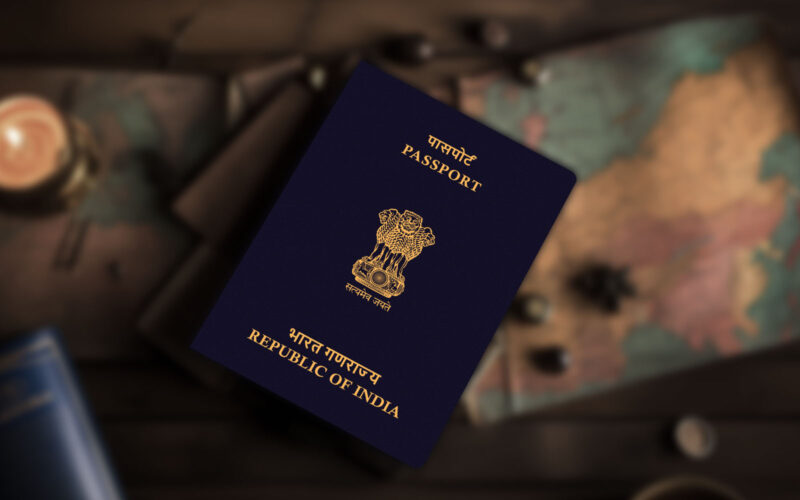 पासपोर्ट
PASSPORT
सत्यमेव जयते
भारत गणराज्य
REPUBLIC OF INDIA